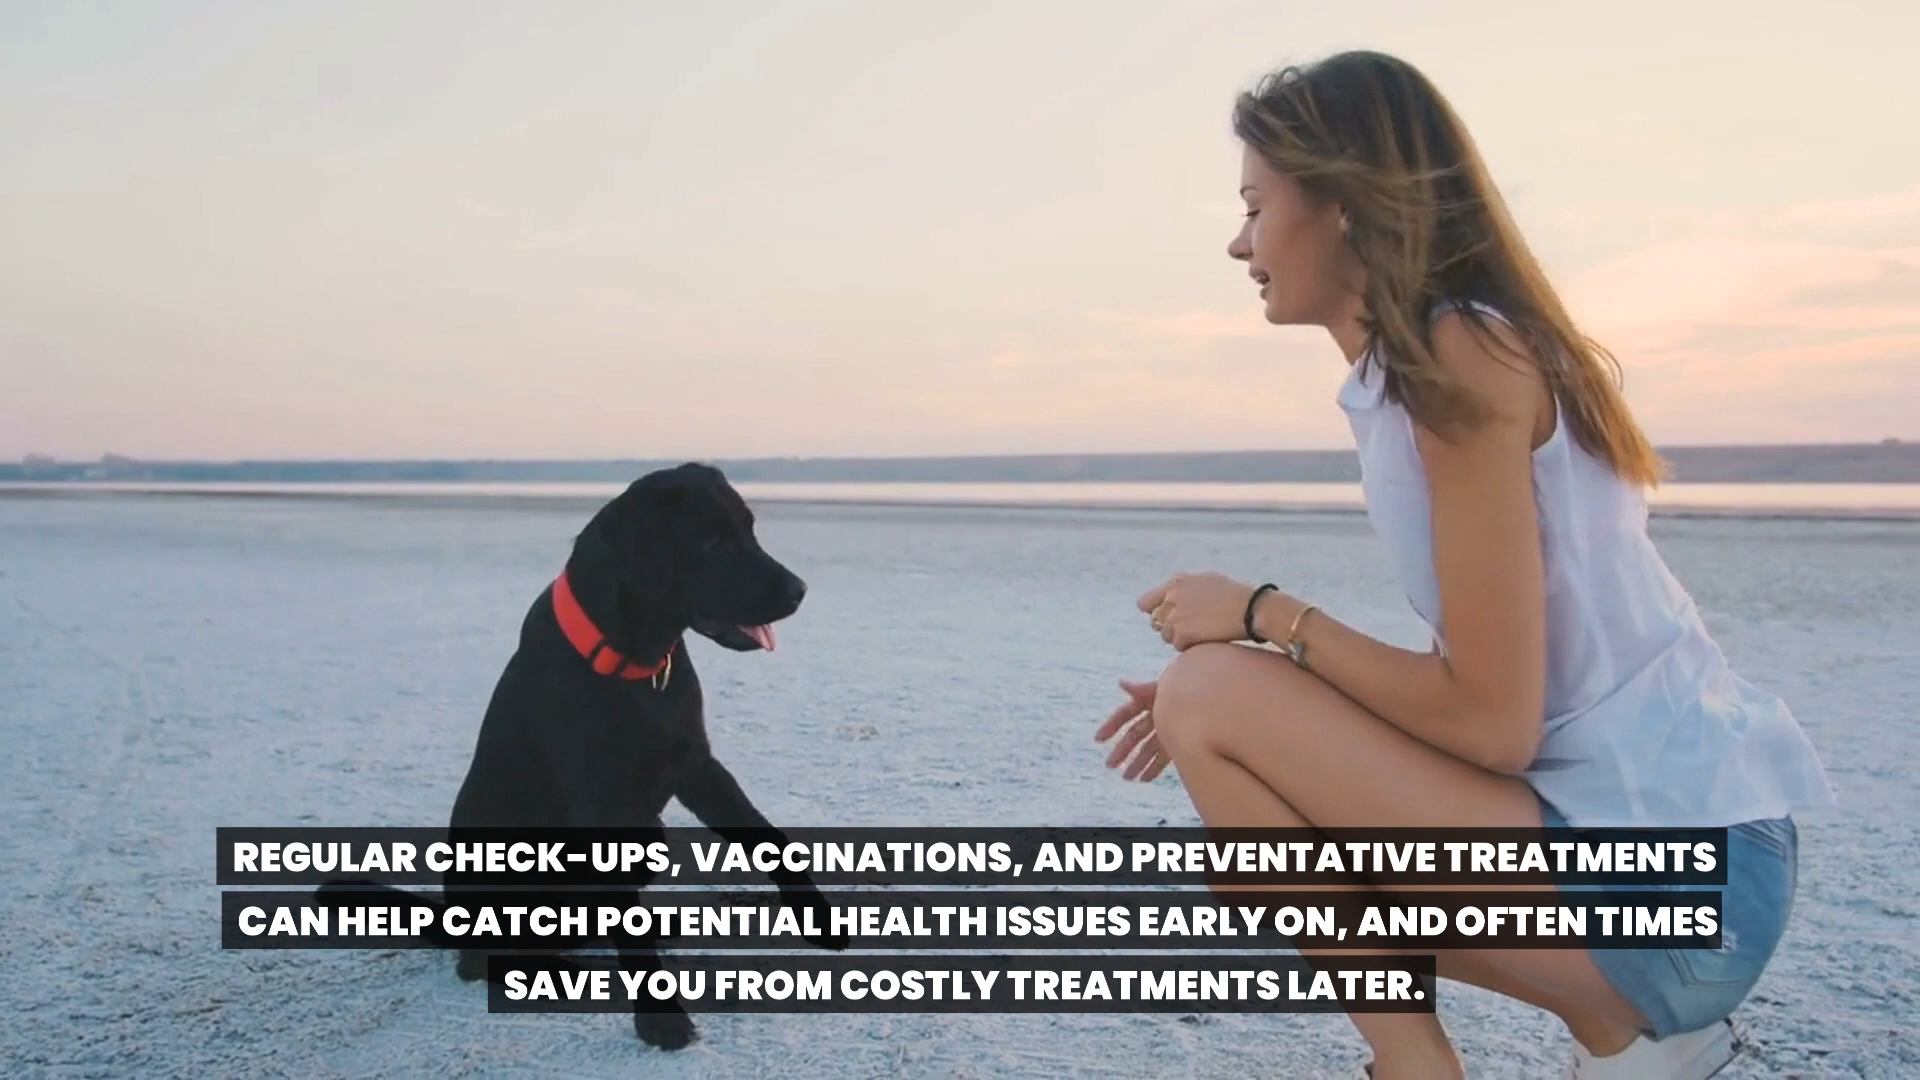 REGULAR CHECK-UPS, VACCINATIONS, AND PREVENTATIVE TREATMENTS
CAN HELP CATCH POTENTIAL HEALTH ISSUES EARLY ON, AND OFTEN TIMES
SAVE YOU FROM COSTLY TREATMENTS LATER.